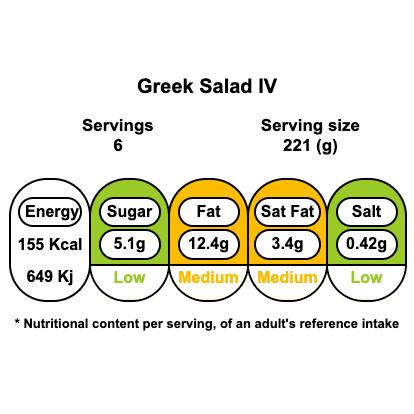 Greek Salad IV
Servings Serving size
6 221 (g)
Energy Sugar Fat Sat Fat Salt
155 Kcal 5.1g 12.4g 3.4g 0.42g
649 Kj Low Medium Medium Low
* Nutritional content per serving, of an adult's reference intake